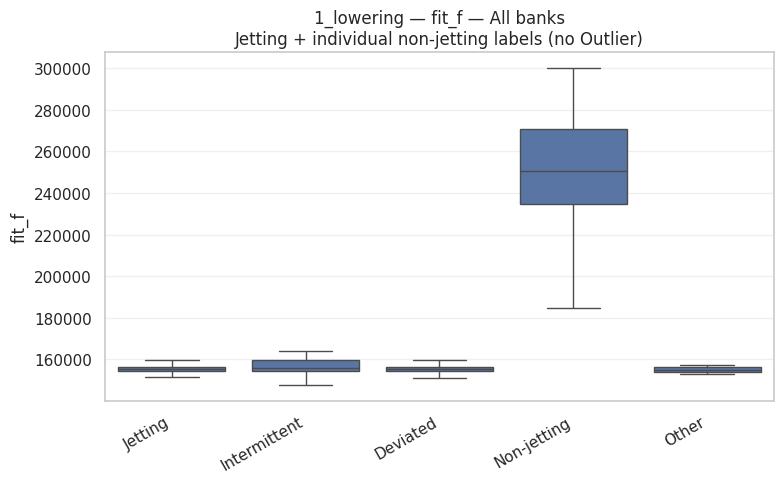 1_lowering — fit_f — All banks
Jetting + individual non-jetting labels (no Outlier)
fit_f
300000
280000
260000
240000
220000
200000
180000
160000
Jetting
Intermittent
Deviated
Non-jetting
Other